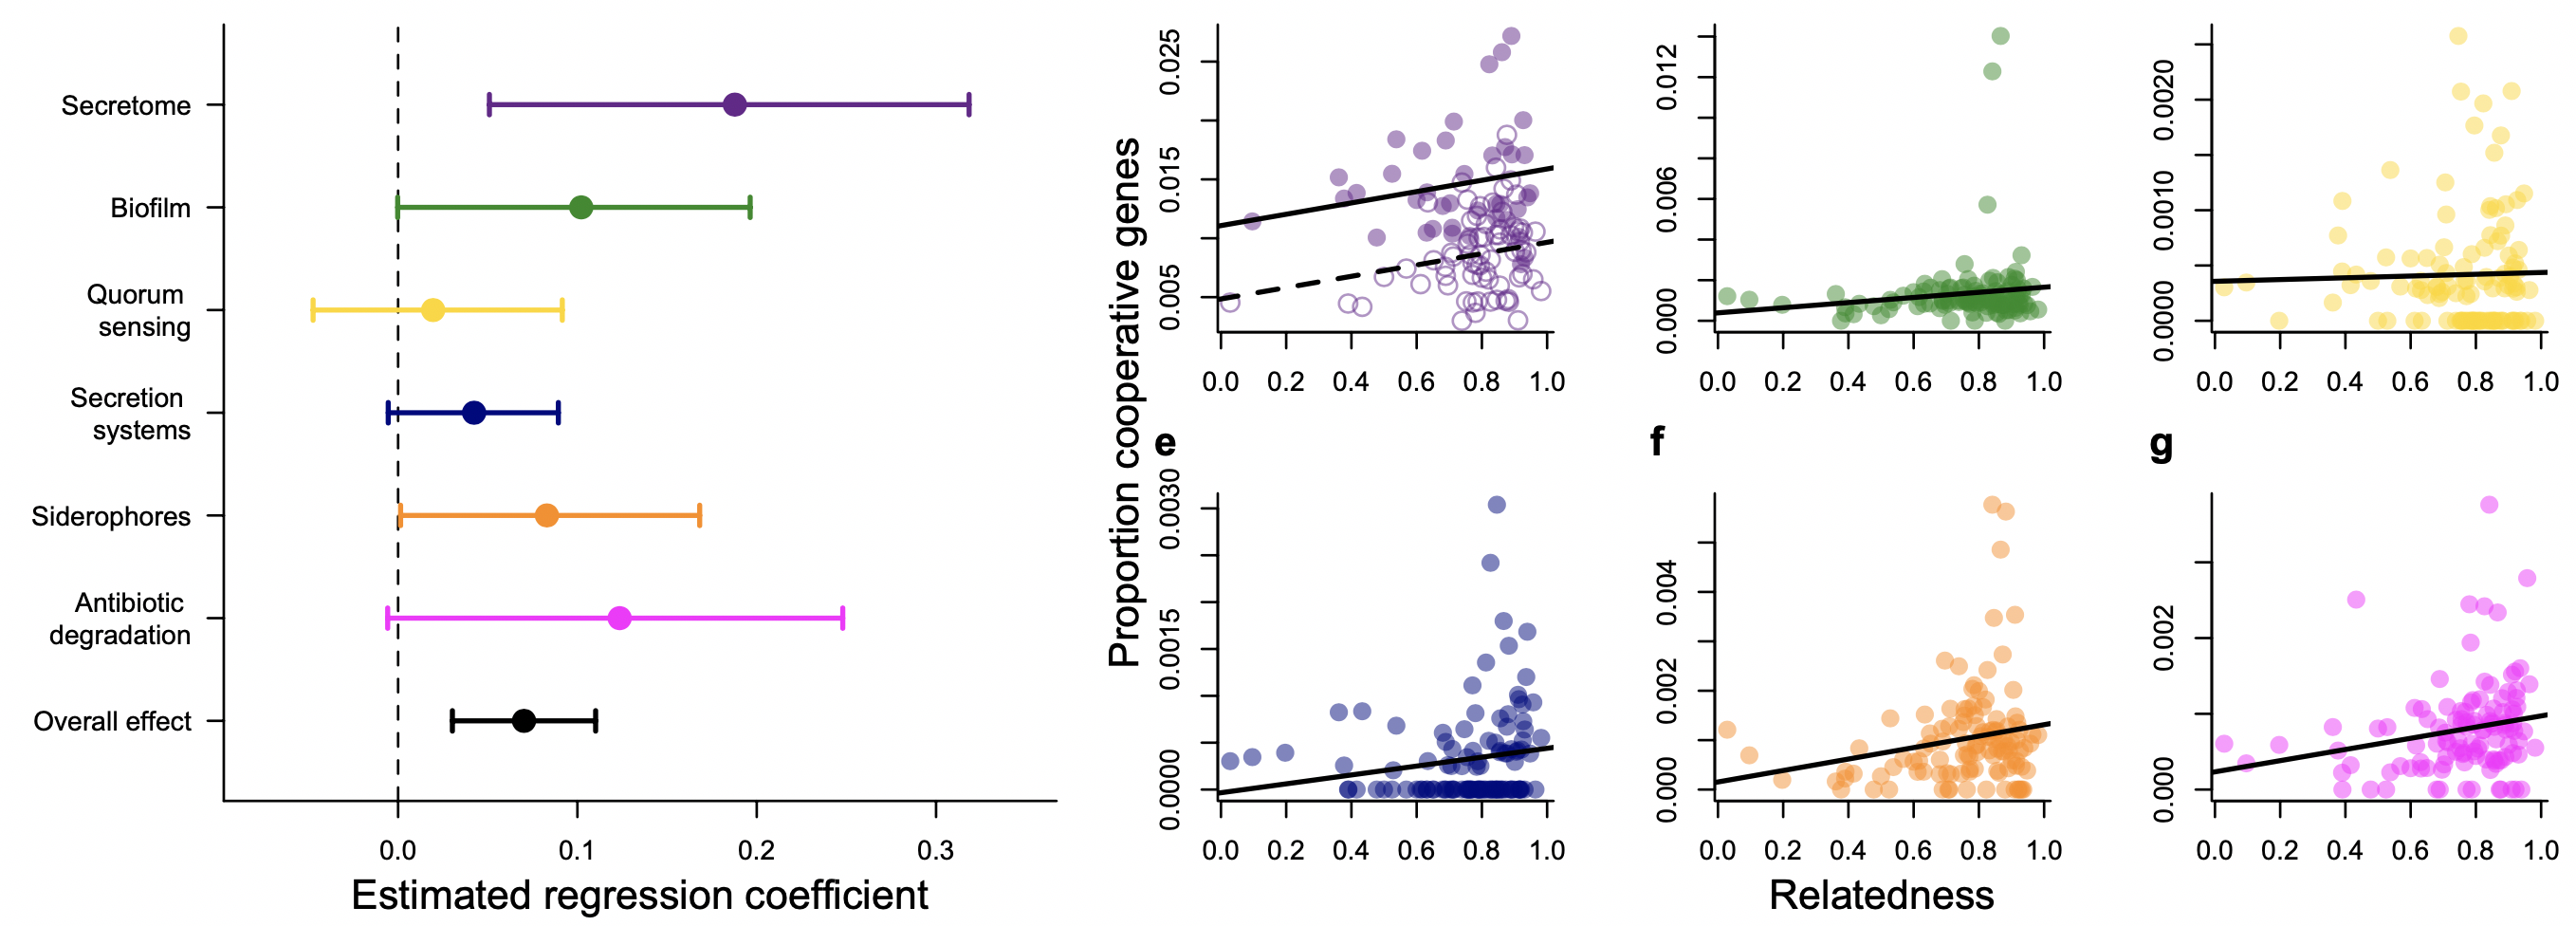 Secretome
Biofilm
Quorum
sensing
Secretion
systems
Siderophores
Antibiotic
degradation
Overall effect
0.0 0.1 0.2 0.3
Estimated regression coefficient
Proportion cooperative genes
0.005 0.015 0.025
0.0 0.2 0.4 0.6 0.8 1.0
0.000 0.006 0.012
0.0 0.2 0.4 0.6 0.8 1.0
0.0000 0.0010 0.0020
0.0 0.2 0.4 0.6 0.8 1.0
e
0.0000 0.0015 0.0030
0.0 0.2 0.4 0.6 0.8 1.0
f
0.000 0.002 0.004
0.0 0.2 0.4 0.6 0.8 1.0
g
0.000 0.002
0.0 0.2 0.4 0.6 0.8 1.0
Relatedness